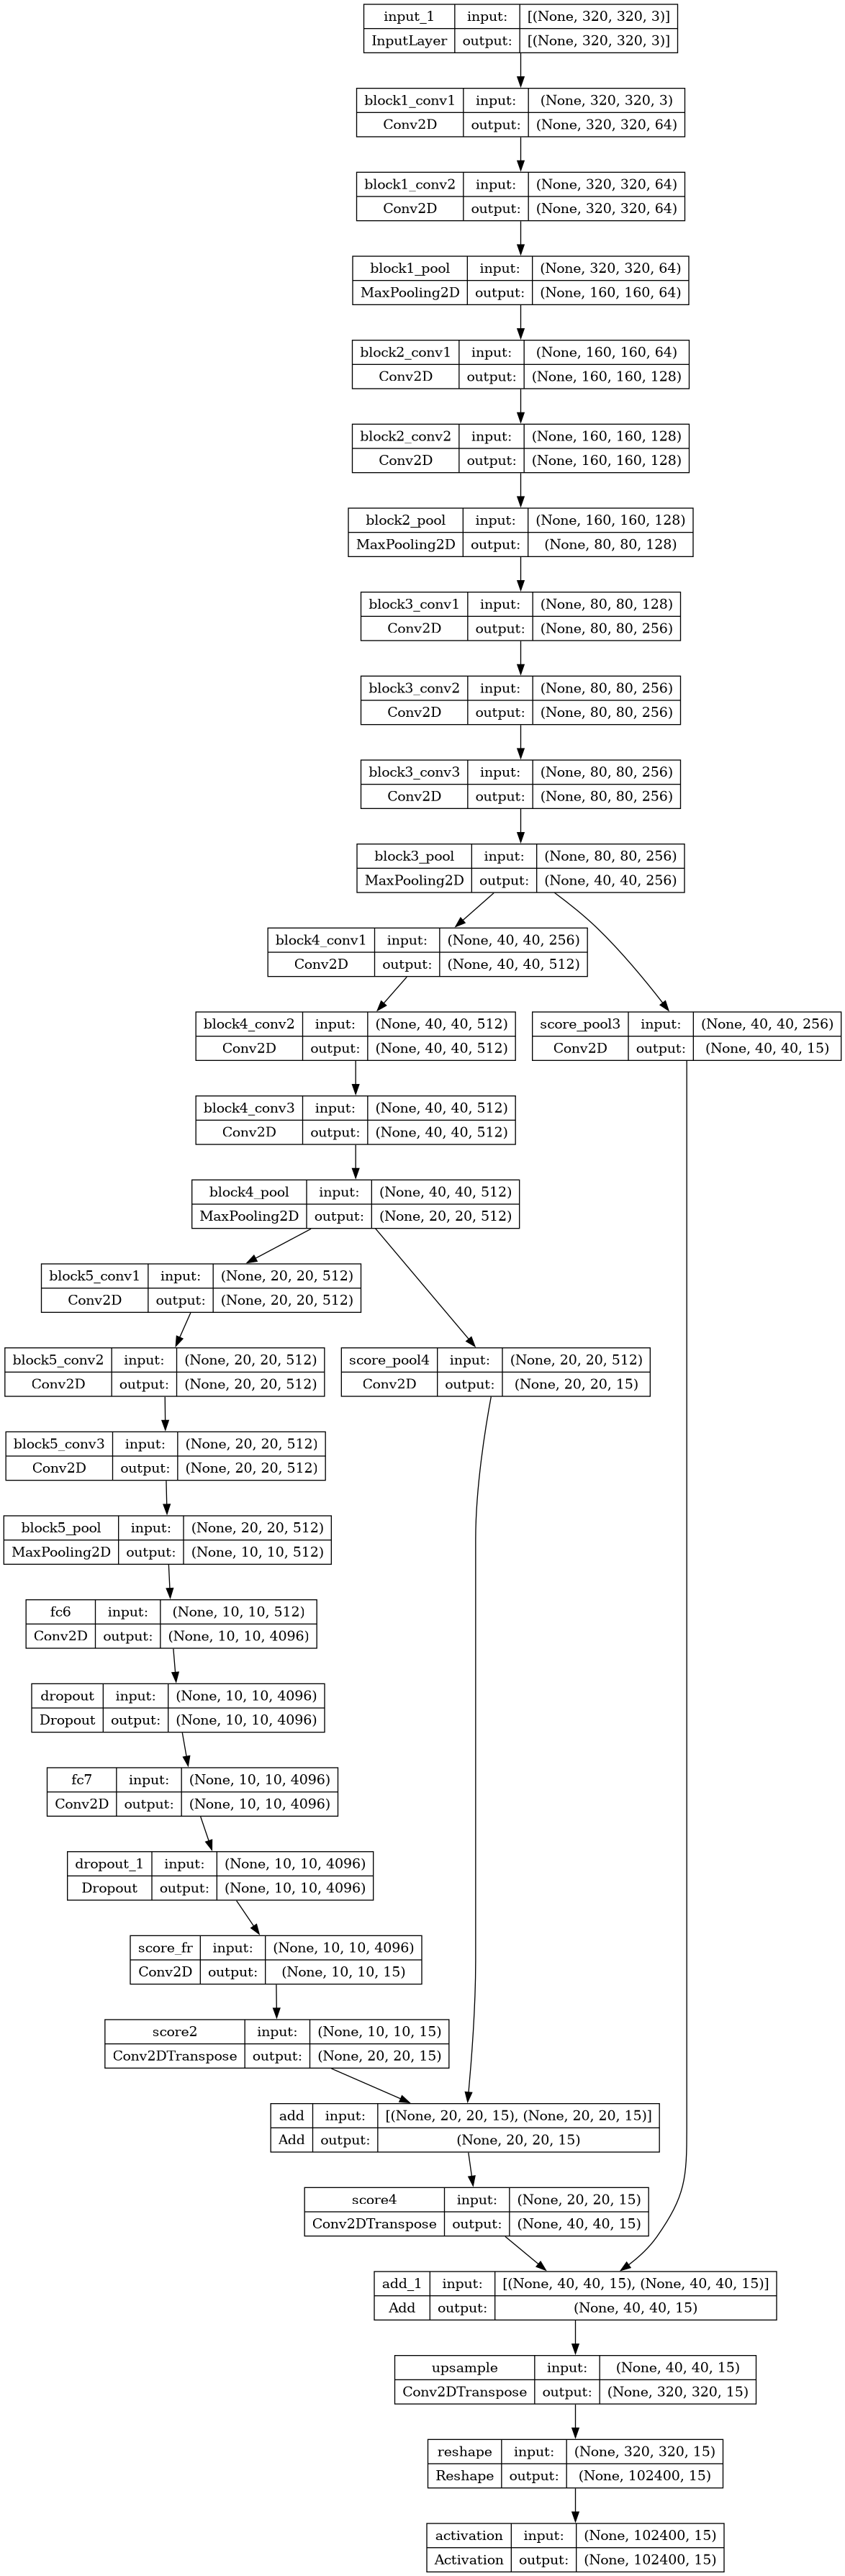 input_1 input: [(None, 320, 320, 3)]
InputLayer output: [(None, 320, 320, 3)]
block1_conv1 input: (None, 320, 320, 3)
Conv2D output: (None, 320, 320, 64)
block1_conv2 input: (None, 320, 320, 64)
Conv2D output: (None, 320, 320, 64)
block1_pool input: (None, 320, 320, 64)
MaxPooling2D output: (None, 160, 160, 64)
block2_conv1 input: (None, 160, 160, 64)
Conv2D output: (None, 160, 160, 128)
block2_conv2 input: (None, 160, 160, 128)
Conv2D output: (None, 160, 160, 128)
block2_pool input: (None, 160, 160, 128)
MaxPooling2D output: (None, 80, 80, 128)
block3_conv1 input: (None, 80, 80, 128)
Conv2D output: (None, 80, 80, 256)
block3_conv2 input: (None, 80, 80, 256)
Conv2D output: (None, 80, 80, 256)
block3_conv3 input: (None, 80, 80, 256)
Conv2D output: (None, 80, 80, 256)
block3_pool input: (None, 80, 80, 256)
MaxPooling2D output: (None, 40, 40, 256)
block4_conv1 input: (None, 40, 40, 256)
Conv2D output: (None, 40, 40, 512)
block4_conv2 input: (None, 40, 40, 512)
Conv2D output: (None, 40, 40, 512)
score_pool3 input: (None, 40, 40, 256)
Conv2D output: (None, 40, 40, 15)
block4_conv3 input: (None, 40, 40, 512)
Conv2D output: (None, 40, 40, 512)
block4_pool input: (None, 40, 40, 512)
MaxPooling2D output: (None, 20, 20, 512)
block5_conv1 input: (None, 20, 20, 512)
Conv2D output: (None, 20, 20, 512)
block5_conv2 input: (None, 20, 20, 512)
Conv2D output: (None, 20, 20, 512)
score_pool4 input: (None, 20, 20, 512)
Conv2D output: (None, 20, 20, 15)
block5_conv3 input: (None, 20, 20, 512)
Conv2D output: (None, 20, 20, 512)
block5_pool input: (None, 20, 20, 512)
MaxPooling2D output: (None, 10, 10, 512)
fc6 input: (None, 10, 10, 512)
Conv2D output: (None, 10, 10, 4096)
dropout input: (None, 10, 10, 4096)
Dropout output: (None, 10, 10, 4096)
fc7 input: (None, 10, 10, 4096)
Conv2D output: (None, 10, 10, 4096)
dropout_1 input: (None, 10, 10, 4096)
Dropout output: (None, 10, 10, 4096)
score_fr input: (None, 10, 10, 4096)
Conv2D output: (None, 10, 10, 15)
score2 input: (None, 10, 10, 15)
Conv2DTranspose output: (None, 20, 20, 15)
add input: [(None, 20, 20, 15), (None, 20, 20, 15)]
Add output: (None, 20, 20, 15)
score4 input: (None, 20, 20, 15)
Conv2DTranspose output: (None, 40, 40, 15)
add_1 input: [(None, 40, 40, 15), (None, 40, 40, 15)]
Add output: (None, 40, 40, 15)
upsample input: (None, 40, 40, 15)
Conv2DTranspose output: (None, 320, 320, 15)
reshape input: (None, 320, 320, 15)
Reshape output: (None, 102400, 15)
activation input: (None, 102400, 15)
Activation output: (None, 102400, 15)